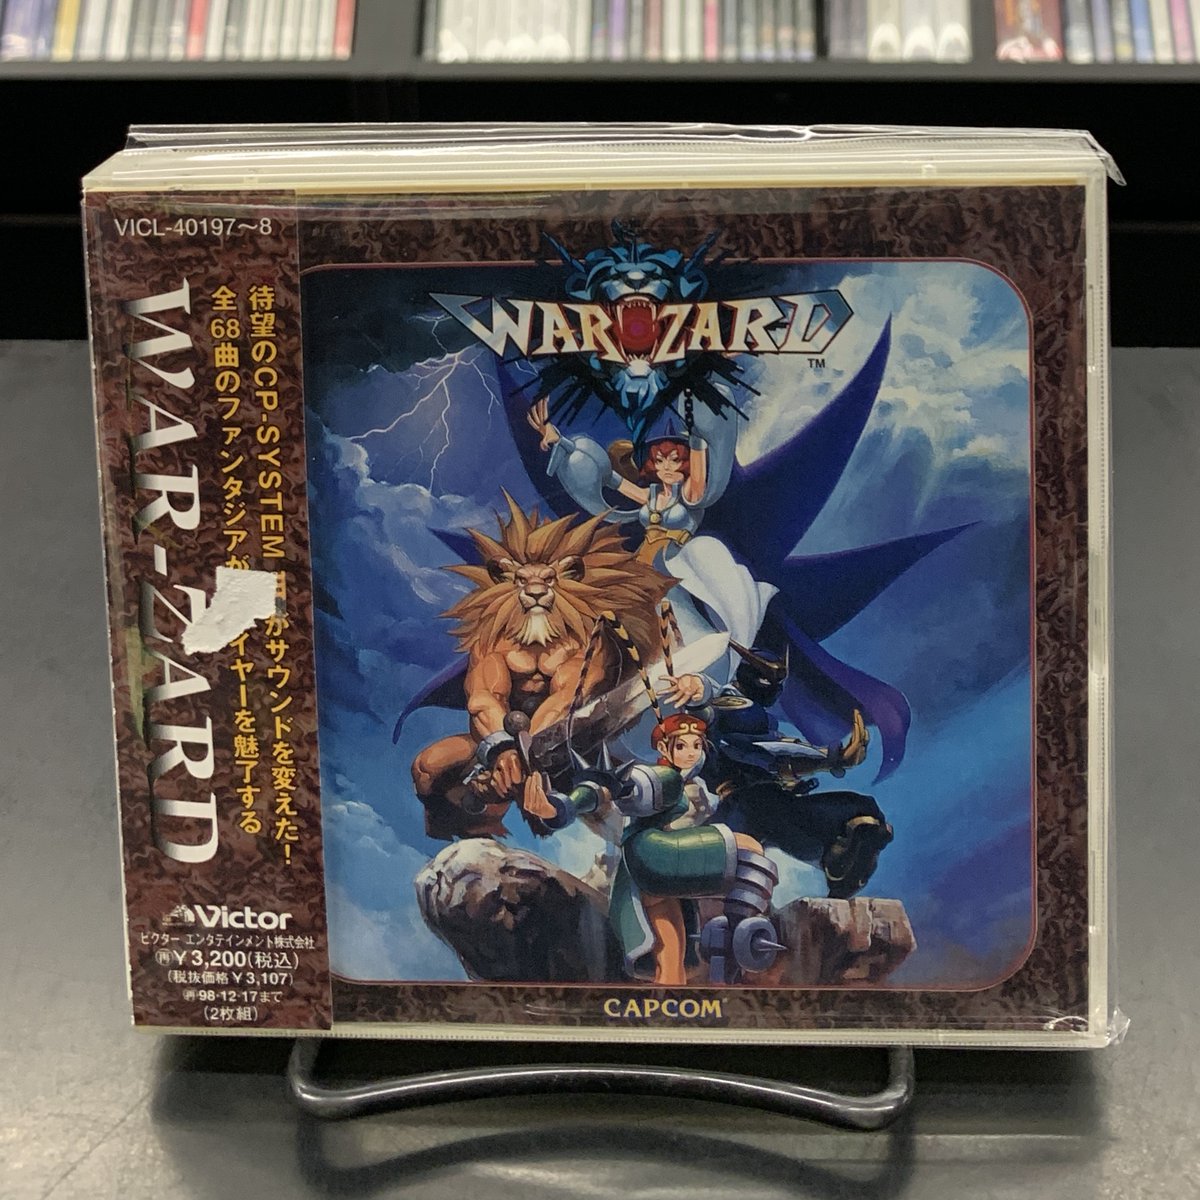 VICL-40197〜8
WAR-ZARD
待望のCP-SYSTEM がサウンドを変えた!
全68曲のファンタジアが イヤーを魅了する
Victor
ビクター エンタテインメント株式会社
再¥3,200(税込)
(税抜価格¥3,107)
再98・12・17まで
(2枚組)
WARZARD
TM
CAPCOM